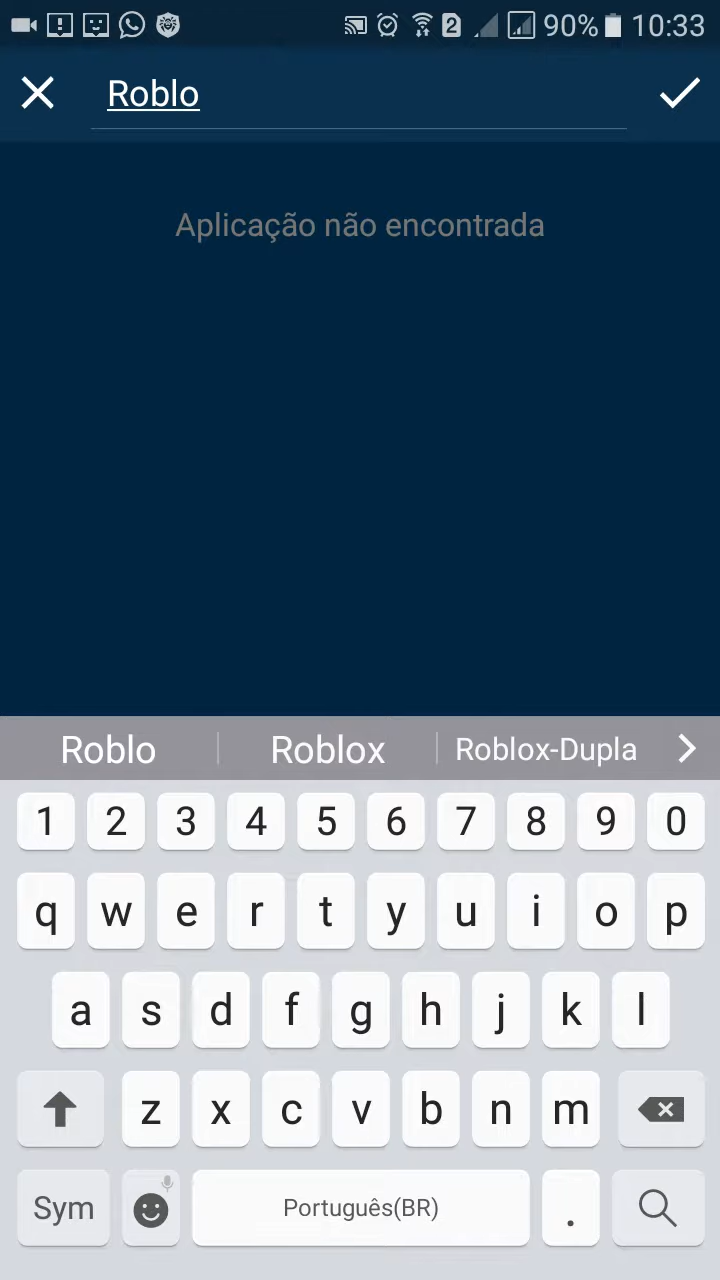 2 90% 10:33
Roblo
Aplicação não encontrada
Roblo Roblox Roblox-Dupla
1 2 3 4 5 6 7 8 9 0
q w e r t y u i o p
a s d f g h j k l
z x c v b n m
Sym Português(BR) .